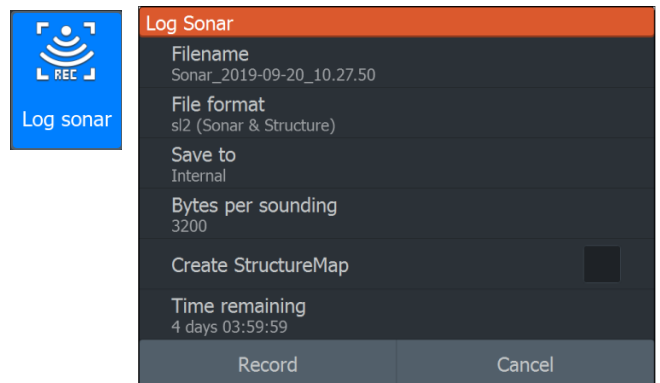 REC
Log sonar
Log Sonar
Filename
Sonar_2019-09-20_10.27.50
File format
sl2 (Sonar & Structure)
Save to
Internal
Bytes per sounding
3200
Create StructureMap
Time remaining
4 days 03:59:59
Record Cancel